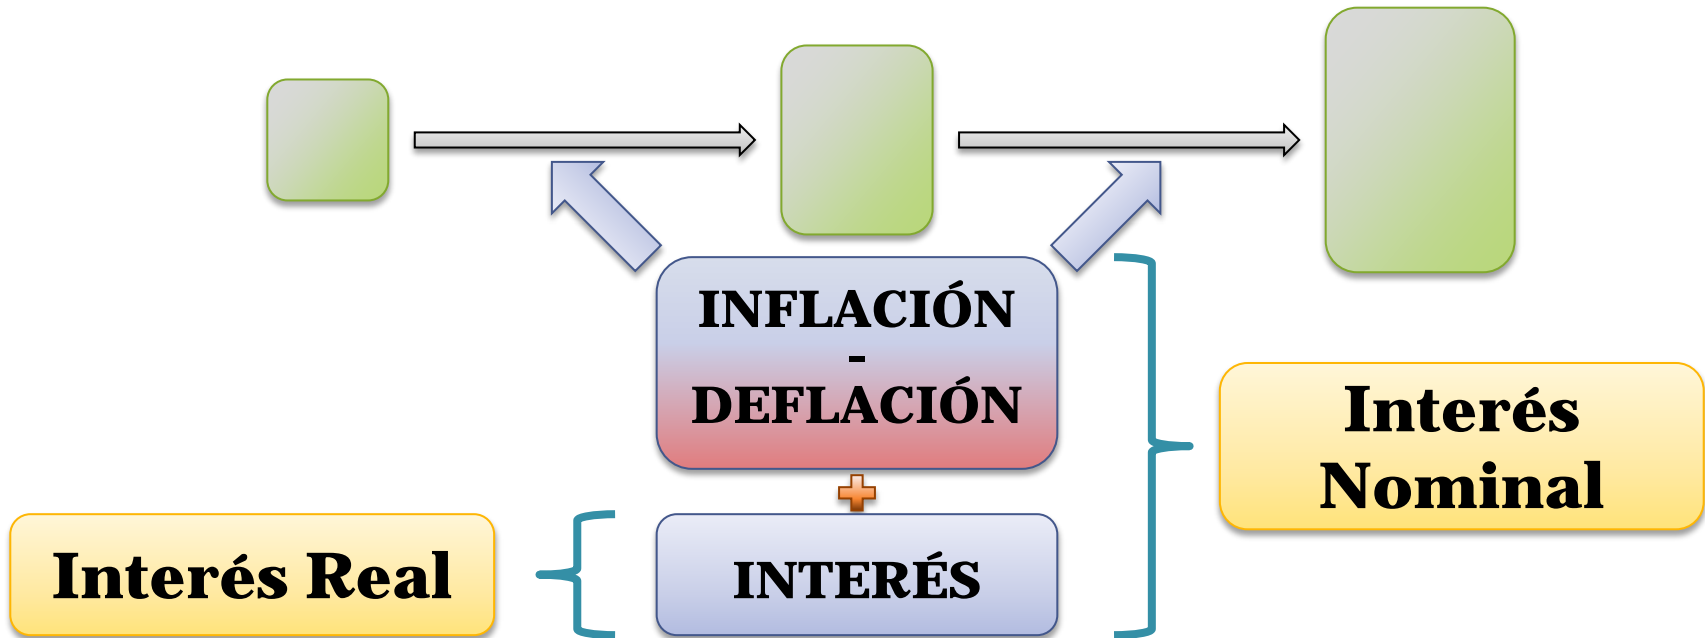 INFLACIÓN
-
DEFLACIÓN
Interés
Nominal
Interés Real
INTERÉS